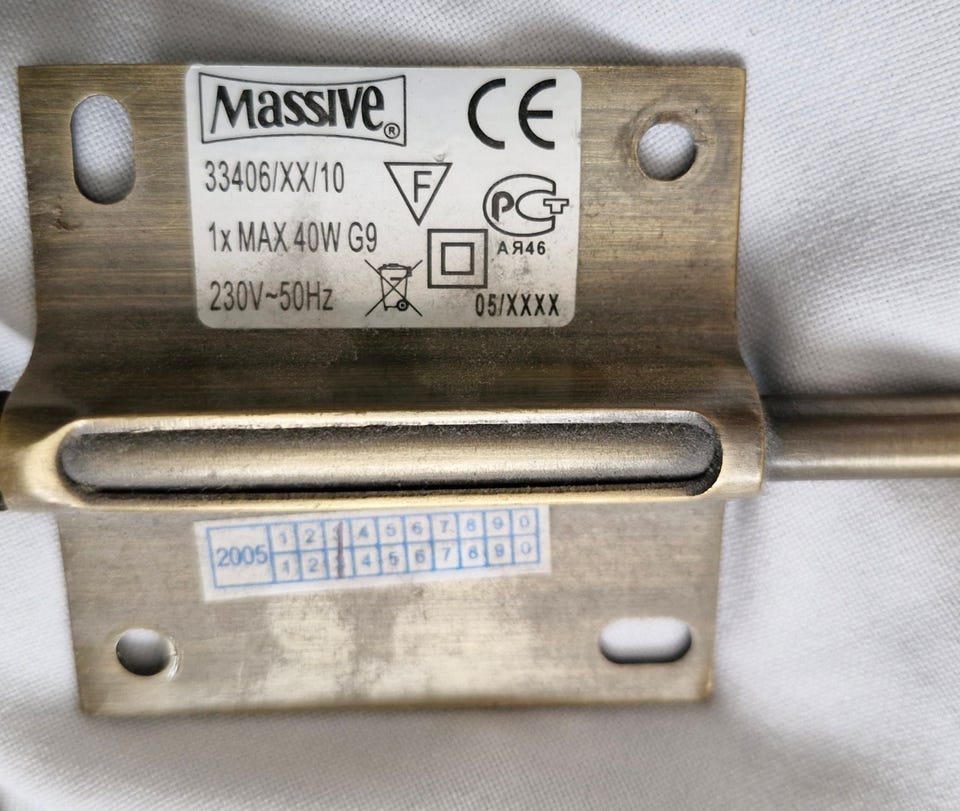 Massive®
CE
33406/XX/10
F
РСТ
АЯ46
1x MAX 40W G9
230V~50Hz
05/XXXX
2005
1 2 3 4 5 6 7 8 9 0
1 2 3 4 5 6 7 8 9 0